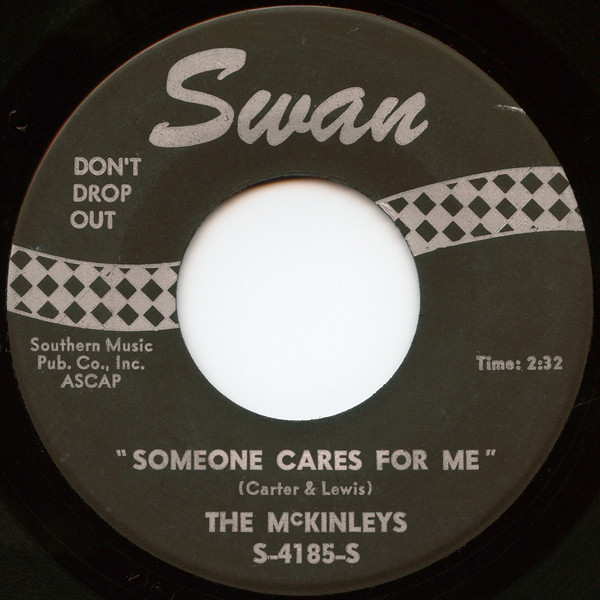 Swan
DON'T
DROP
OUT
Southern Music
Pub. Co., Inc.
ASCAP
Time: 2:32
"SOMEONE CARES FOR ME"
(Carter & Lewis)
THE McKINLEYS
S-4185-S